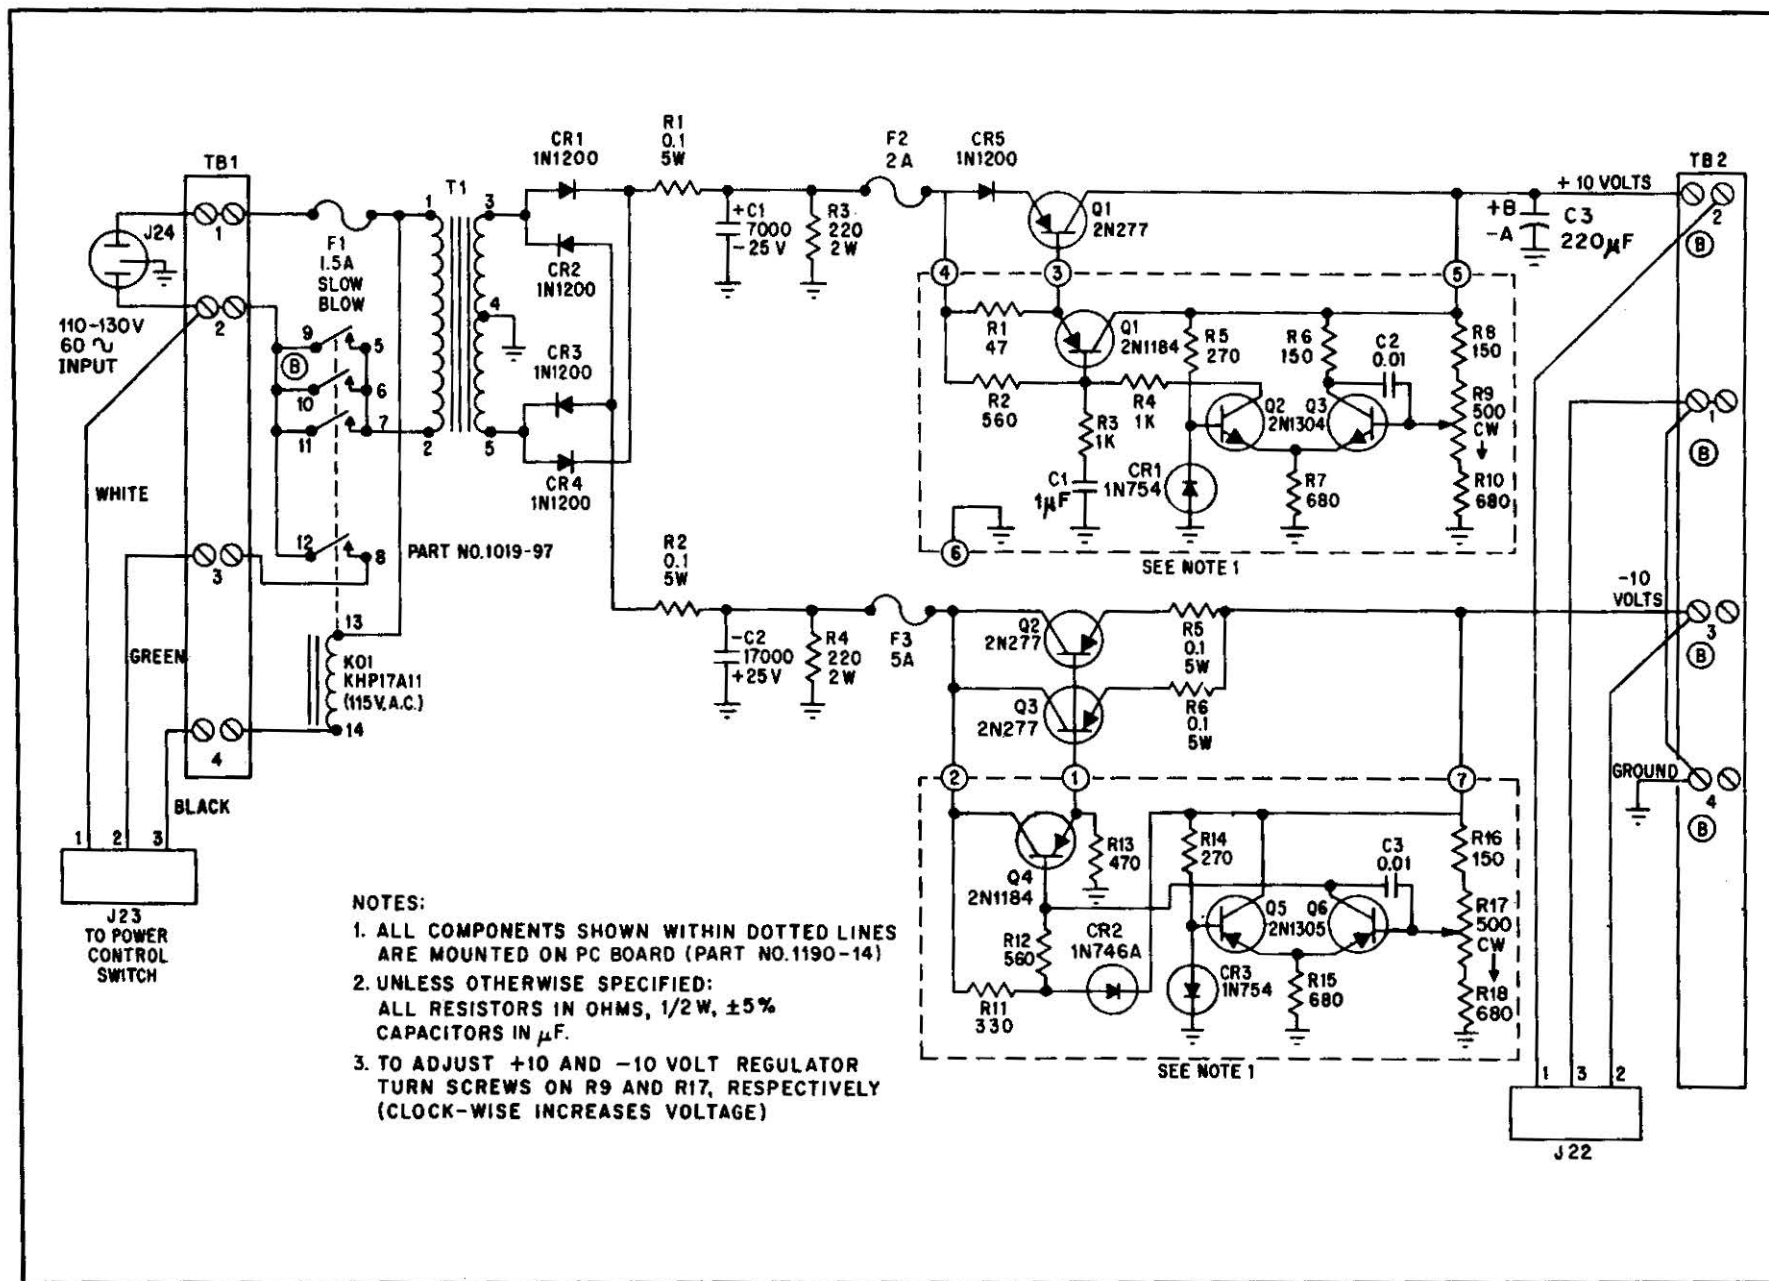 TB1
J24
1
2
3
4
110-130V
60 ∿
INPUT
F1
1.5A
SLOW
BLOW
9
5
B
10
6
11
7
12
8
WHITE
GREEN
BLACK
PART NO.1019-97
13
K01
KHP17A11
(115V.A.C.)
14
1 2 3
J23
TO POWER
CONTROL
SWITCH
T1
1
2
3
4
5
CR1
1N1200
CR2
1N1200
CR3
1N1200
CR4
1N1200
R1
0.1
5W
+C1
7000
-25V
R3
220
2W
F2
2A
CR5
1N1200
Q1
2N277
4
3
5
R1
47
Q1
2N1184
R5
270
R6
150
C2
0.01
R8
150
R2
560
R4
1K
R3
1K
C1
1µF
CR1
1N754
Q2
2N1304
Q3
R7
680
R9
500
CW
R10
680
6
SEE NOTE 1
+ 10 VOLTS
+B
-A
C3
220µF
R2
0.1
5W
-C2
17000
+25V
R4
220
2W
F3
5A
Q2
2N277
R5
0.1
5W
Q3
2N277
R6
0.1
5W
2
1
7
Q4
2N1184
R13
470
R14
270
C3
0.01
R16
150
R12
560
CR2
1N746A
Q5
2N1305
Q6
R17
500
CW
R11
330
CR3
1N754
R15
680
R18
680
SEE NOTE 1
-10
VOLTS
GROUND
TB2
2
B
1
B
3
B
4
B
1 3 2
J22
NOTES:
1. ALL COMPONENTS SHOWN WITHIN DOTTED LINES
ARE MOUNTED ON PC BOARD (PART NO.1190-14)
2. UNLESS OTHERWISE SPECIFIED:
ALL RESISTORS IN OHMS, 1/2 W, ±5%
CAPACITORS IN µF.
3. TO ADJUST +10 AND -10 VOLT REGULATOR
TURN SCREWS ON R9 AND R17, RESPECTIVELY
(CLOCK-WISE INCREASES VOLTAGE)